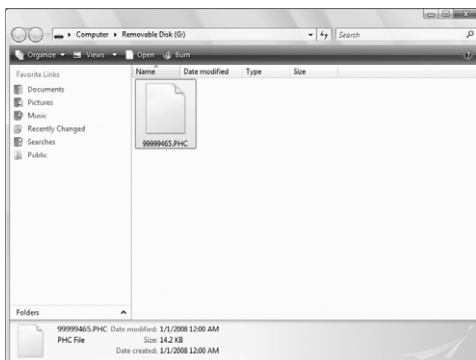 Computer ▸ Removable Disk (G:) Search
Organize Views Open Burn
Favorite Links
Documents
Pictures
Music
Recently Changed
Searches
Public
Name Date modified Type Size
99999465.PHC
Folders
99999465.PHC Date modified: 1/1/2008 12:00 AM
PHC File Size: 14.2 KB
Date created: 1/1/2008 12:00 AM